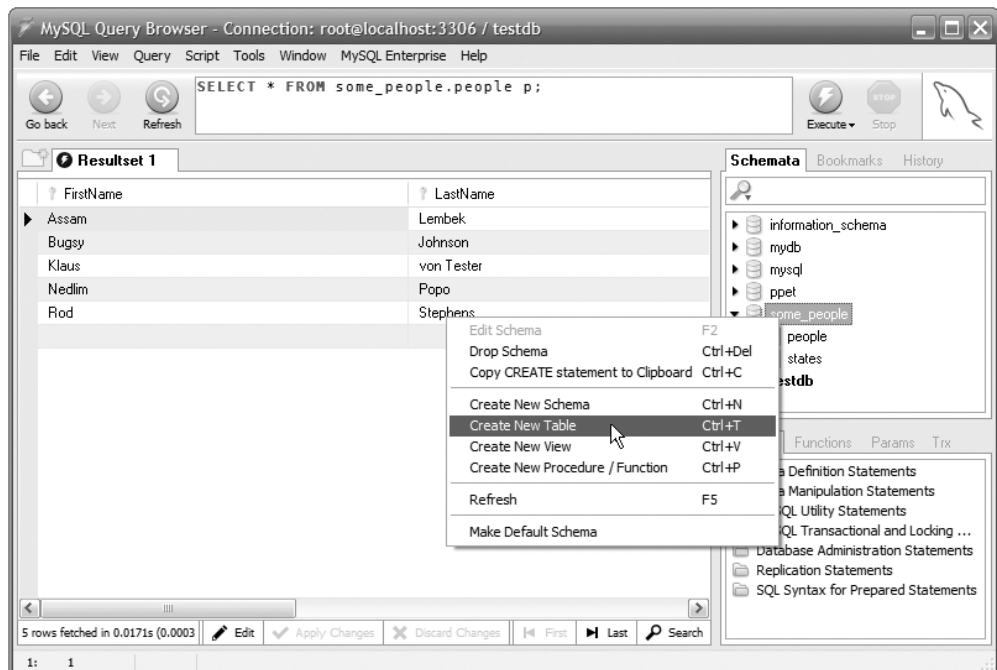 MySQL Query Browser - Connection: root@localhost:3306 / testdb
File Edit View Query Script Tools Window MySQL Enterprise Help
SELECT * FROM some_people.people p;
Go back Next Refresh
Execute STOP Stop
Resultset 1
FirstName LastName
Assam Lembek
Bugsy Johnson
Klaus von Tester
Nedlim Popo
Rod Stephens
Schemata Bookmarks History
information_schema
mydb
mysql
ppet
some_people
people
states
estdb
Edit Schema F2
Drop Schema Ctrl+Del
Copy CREATE statement to Clipboard Ctrl+C
Create New Schema Ctrl+N
Create New Table Ctrl+T
Create New View Ctrl+V
Create New Procedure / Function Ctrl+P
Refresh F5
Make Default Schema
Functions Params Trx
a Definition Statements
a Manipulation Statements
QL Utility Statements
QL Transactional and Locking ...
Database Administration Statements
Replication Statements
SQL Syntax for Prepared Statements
5 rows fetched in 0.0171s (0.0003 Edit Apply Changes Discard Changes First Last Search
1: 1